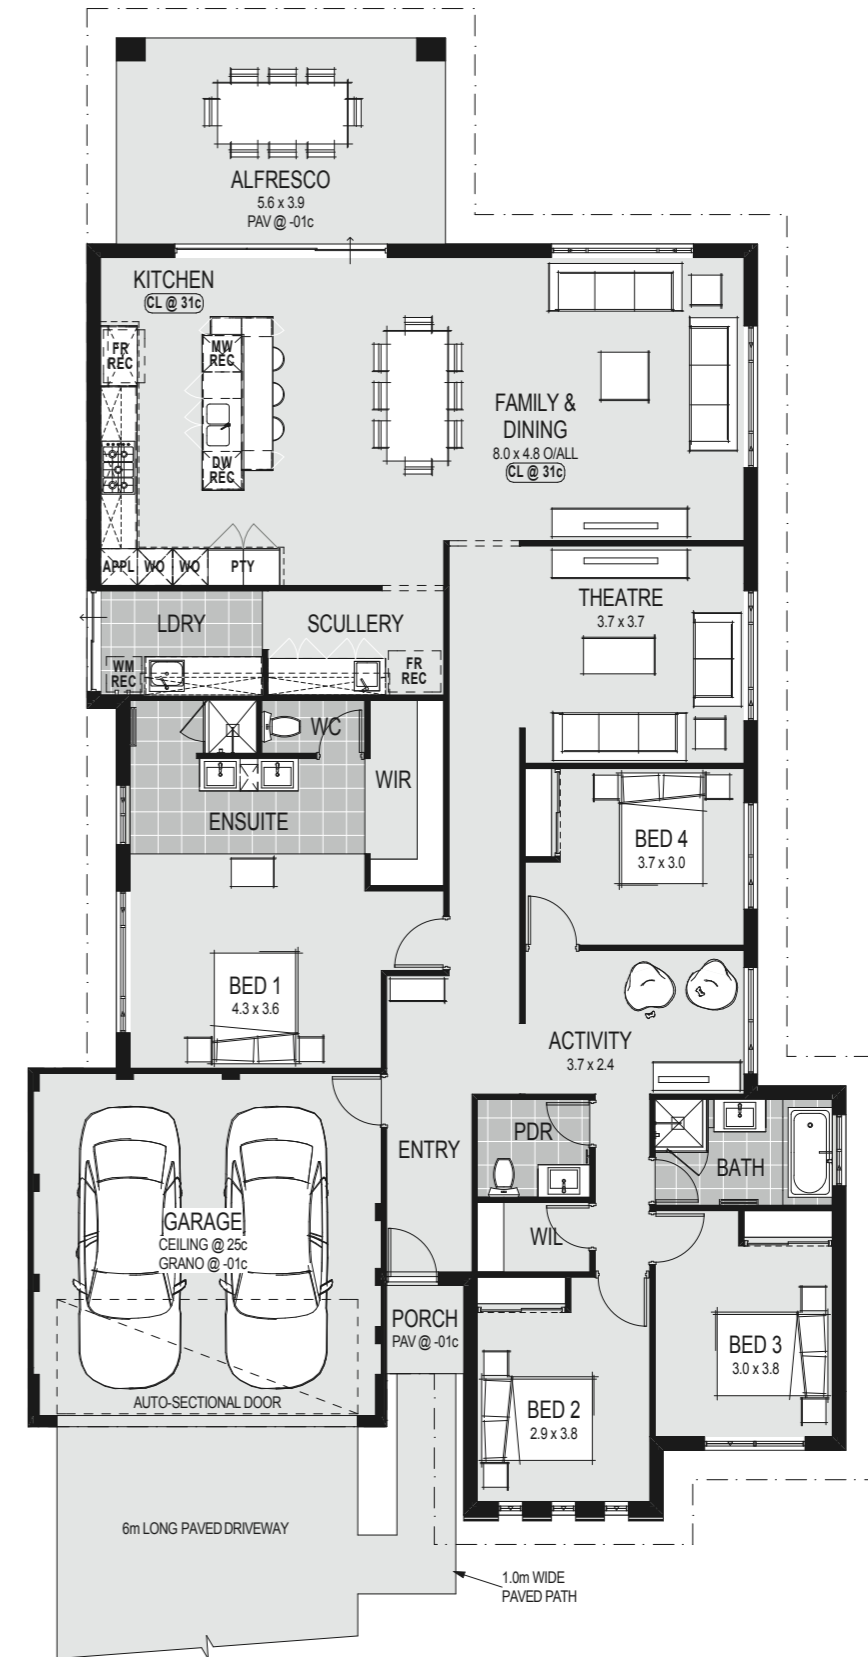 ALFRESCO
5.6 x 3.9
PAV @ -01c
KITCHEN
CL @ 31c
FR
REC
MW
REC
DW
REC
FAMILY &
DINING
8.0 x 4.8 O/ALL
CL @ 31c
APPL
WO
WO
PTY
LDRY
SCULLERY
WM
REC
FR
REC
THEATRE
3.7 x 3.7
WC
WIR
ENSUITE
BED 4
3.7 x 3.0
BED 1
4.3 x 3.6
ACTIVITY
3.7 x 2.4
ENTRY
PDR
BATH
WIL
GARAGE
CEILING @ 25c
GRANO @ -01c
PORCH
PAV @ -01c
BED 3
3.0 x 3.8
BED 2
2.9 x 3.8
AUTO-SECTIONAL DOOR
6m LONG PAVED DRIVEWAY
1.0m WIDE
PAVED PATH